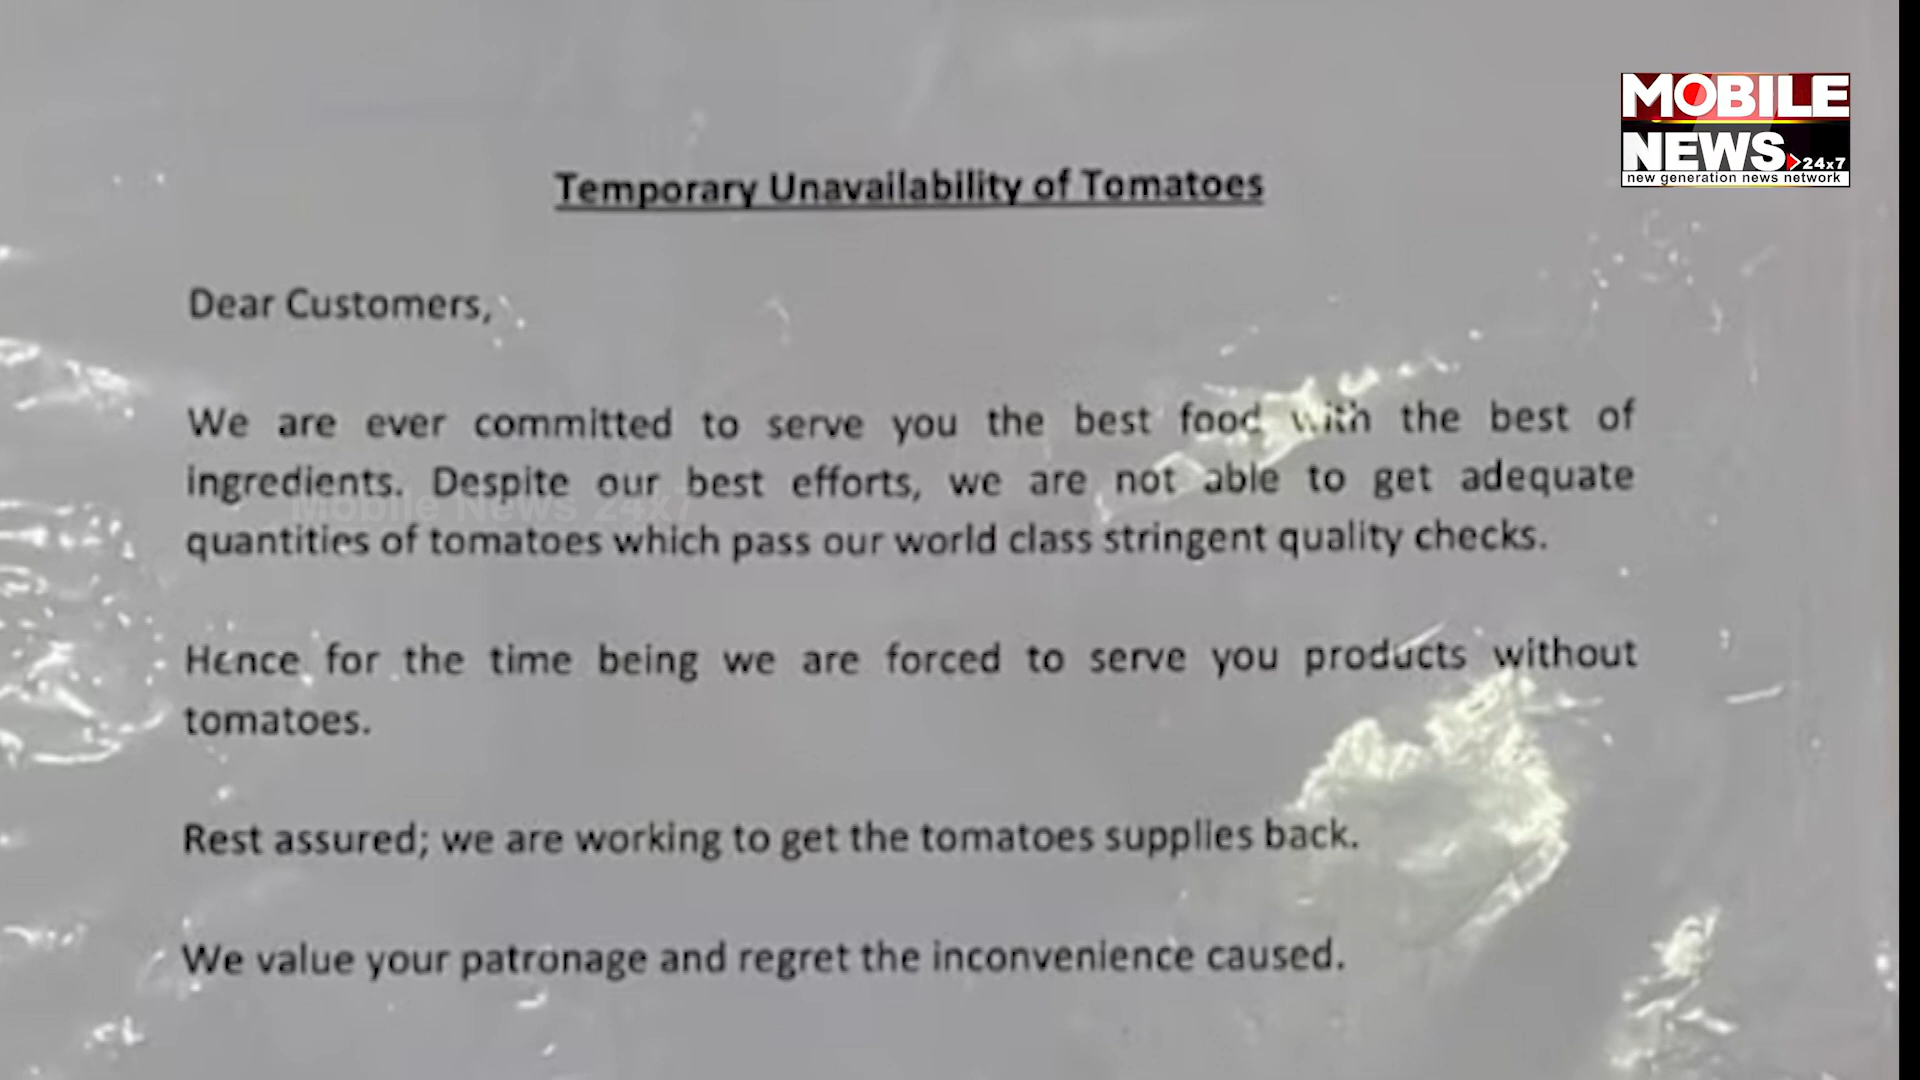 MOBILE
NEWS 24x7
new generation news network
Temporary Unavailability of Tomatoes
Dear Customers,
We are ever committed to serve you the best food with the best of
ingredients. Despite our best efforts, we are not able to get adequate
Mobile News 24x7
quantities of tomatoes which pass our world class stringent quality checks.
Hence for the time being we are forced to serve you products without
tomatoes.
Rest assured; we are working to get the tomatoes supplies back.
We value your patronage and regret the inconvenience caused.